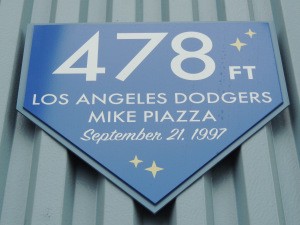 478 FT
LOS ANGELES DODGERS
MIKE PIAZZA
September 21, 1997